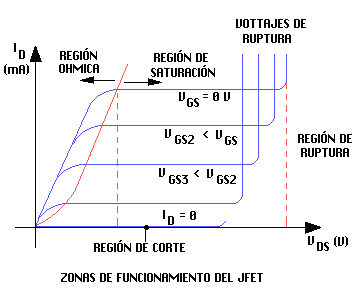 VOTTAJES DE
RUPTURA
I D
(mA)
REGIÓN
OHMICA
REGIÓN DE
SATURACIÓN
V GS = 0 V
V GS2 < V GS
REGIÓN DE
RUPTURA
V GS3 < V GS2
I D = 0
REGIÓN DE CORTE
V DS (V)
ZONAS DE FUNCIONAMIENTO DEL JFET